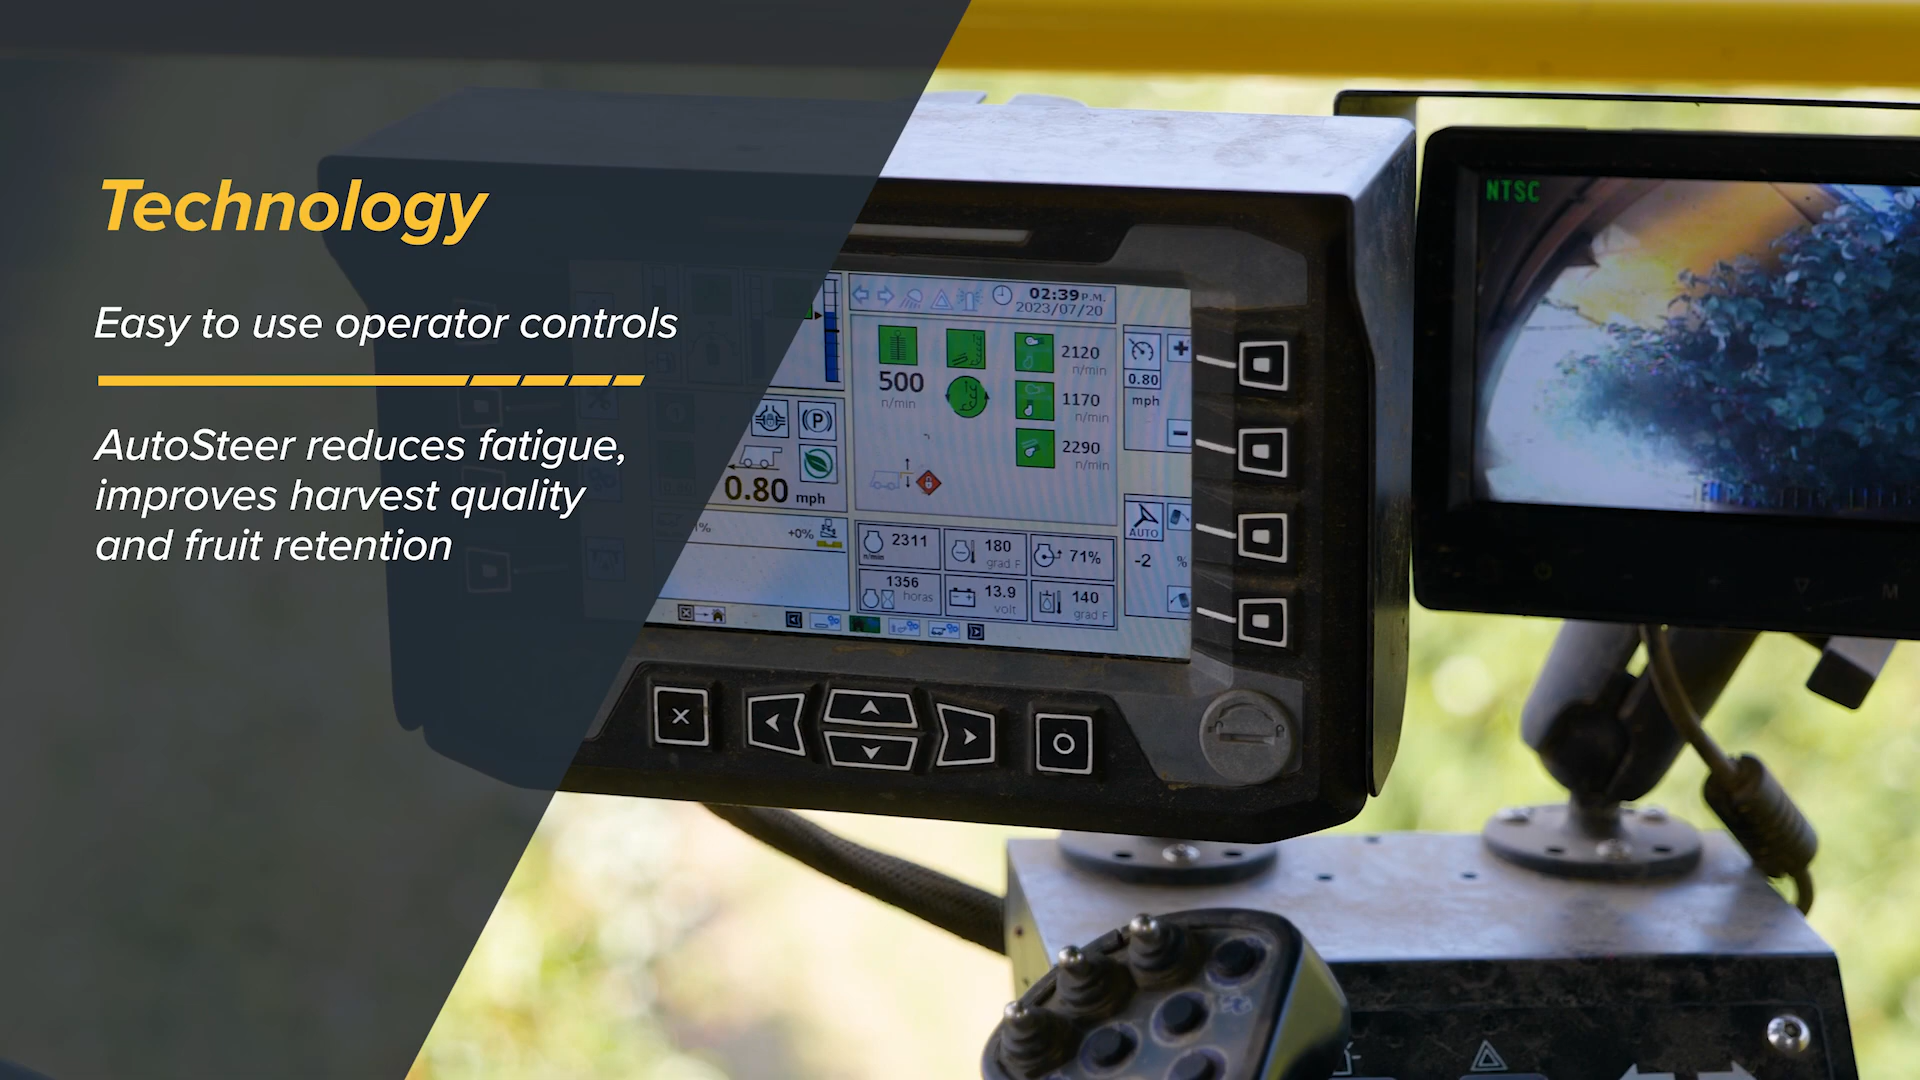 Technology
Easy to use operator controls
AutoSteer reduces fatigue,
improves harvest quality
and fruit retention
02:39 P.M.
2023/07/20
500
n/min
2120
n/min
1170
n/min
2290
n/min
+
0.80
mph
-
P
0.80 mph
+0%
2311
n/min
180
grad F
71%
1356
horas
13.9
volt
140
grad F
AUTO
-2 %
NTSC
M